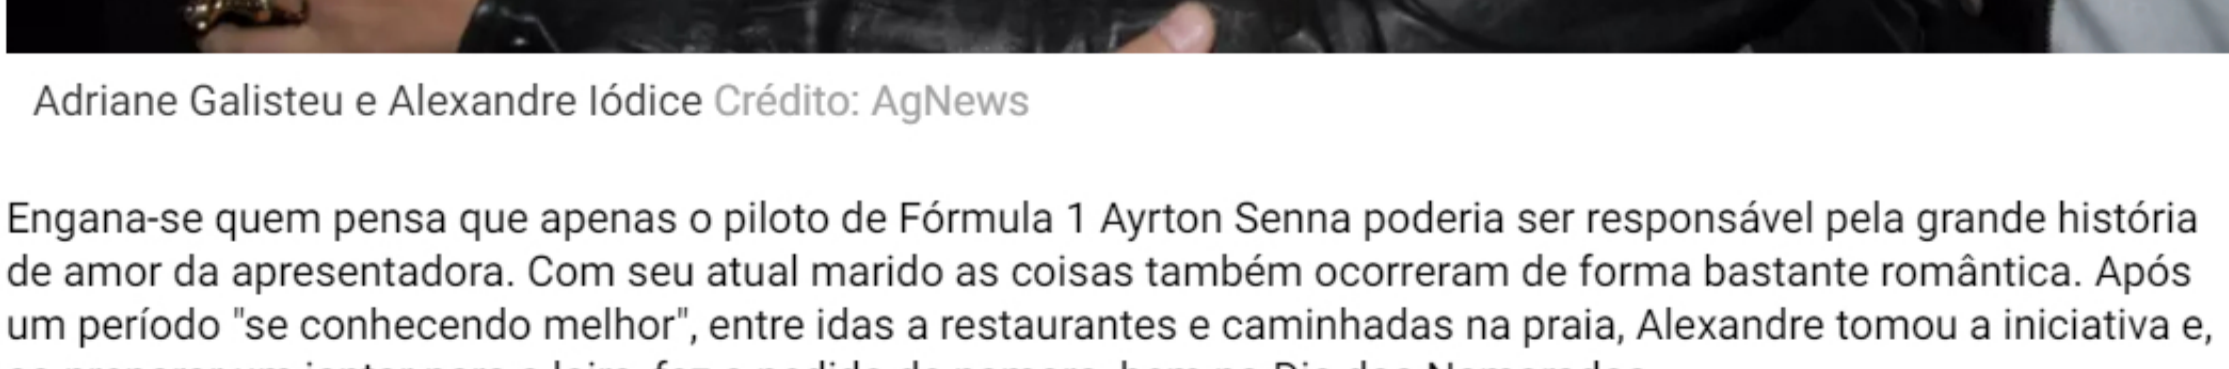 Adriane Galisteu e Alexandre Iódice Crédito: AgNews
Engana-se quem pensa que apenas o piloto de Fórmula 1 Ayrton Senna poderia ser responsável pela grande história
de amor da apresentadora. Com seu atual marido as coisas também ocorreram de forma bastante romântica. Após
um período "se conhecendo melhor", entre idas a restaurantes e caminhadas na praia, Alexandre tomou a iniciativa e,